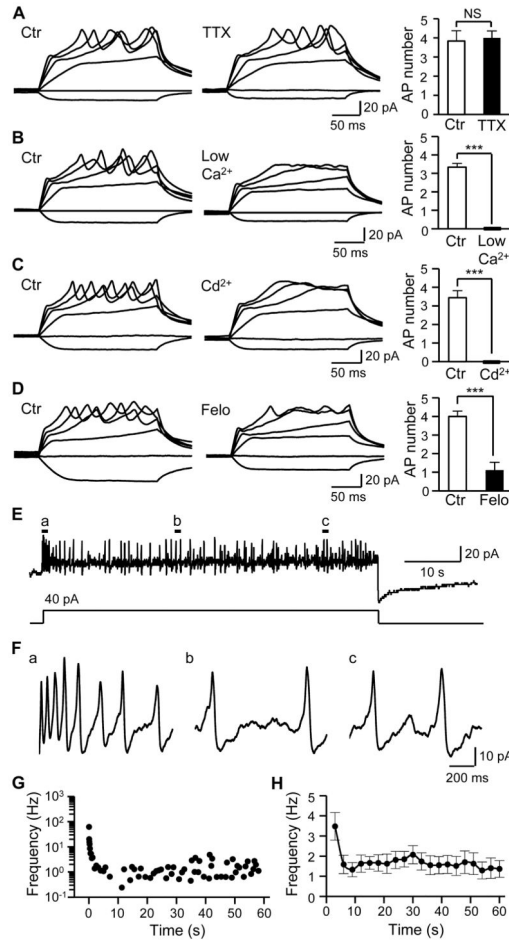 A
Ctr
TTX
20 pA
50 ms
AP number
5
4
3
2
1
0
NS
Ctr TTX
B
Ctr
Low
Ca2+
20 pA
50 ms
AP number
5
4
3
2
1
0
***
Ctr Low
Ca2+
C
Ctr
Cd2+
20 pA
50 ms
AP number
5
4
3
2
1
0
***
Ctr Cd2+
D
Ctr
Felo
20 pA
50 ms
AP number
5
4
3
2
1
0
***
Ctr Felo
E
a b c
20 pA
10 s
40 pA
F
a b c
10 pA
200 ms
G
Frequency (Hz)
10³
10²
10¹
10⁰
10⁻¹
0 10 20 30 40 50 60
Time (s)
H
Frequency (Hz)
5
4
3
2
1
0
0 10 20 30 40 50 60
Time (s)